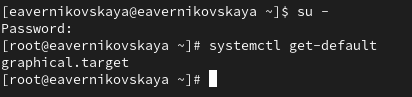 [eavernikovskaya@eavernikovskaya ~]$ su -
Password:
[root@eavernikovskaya ~]# systemctl get-default
graphical.target
[root@eavernikovskaya ~]#